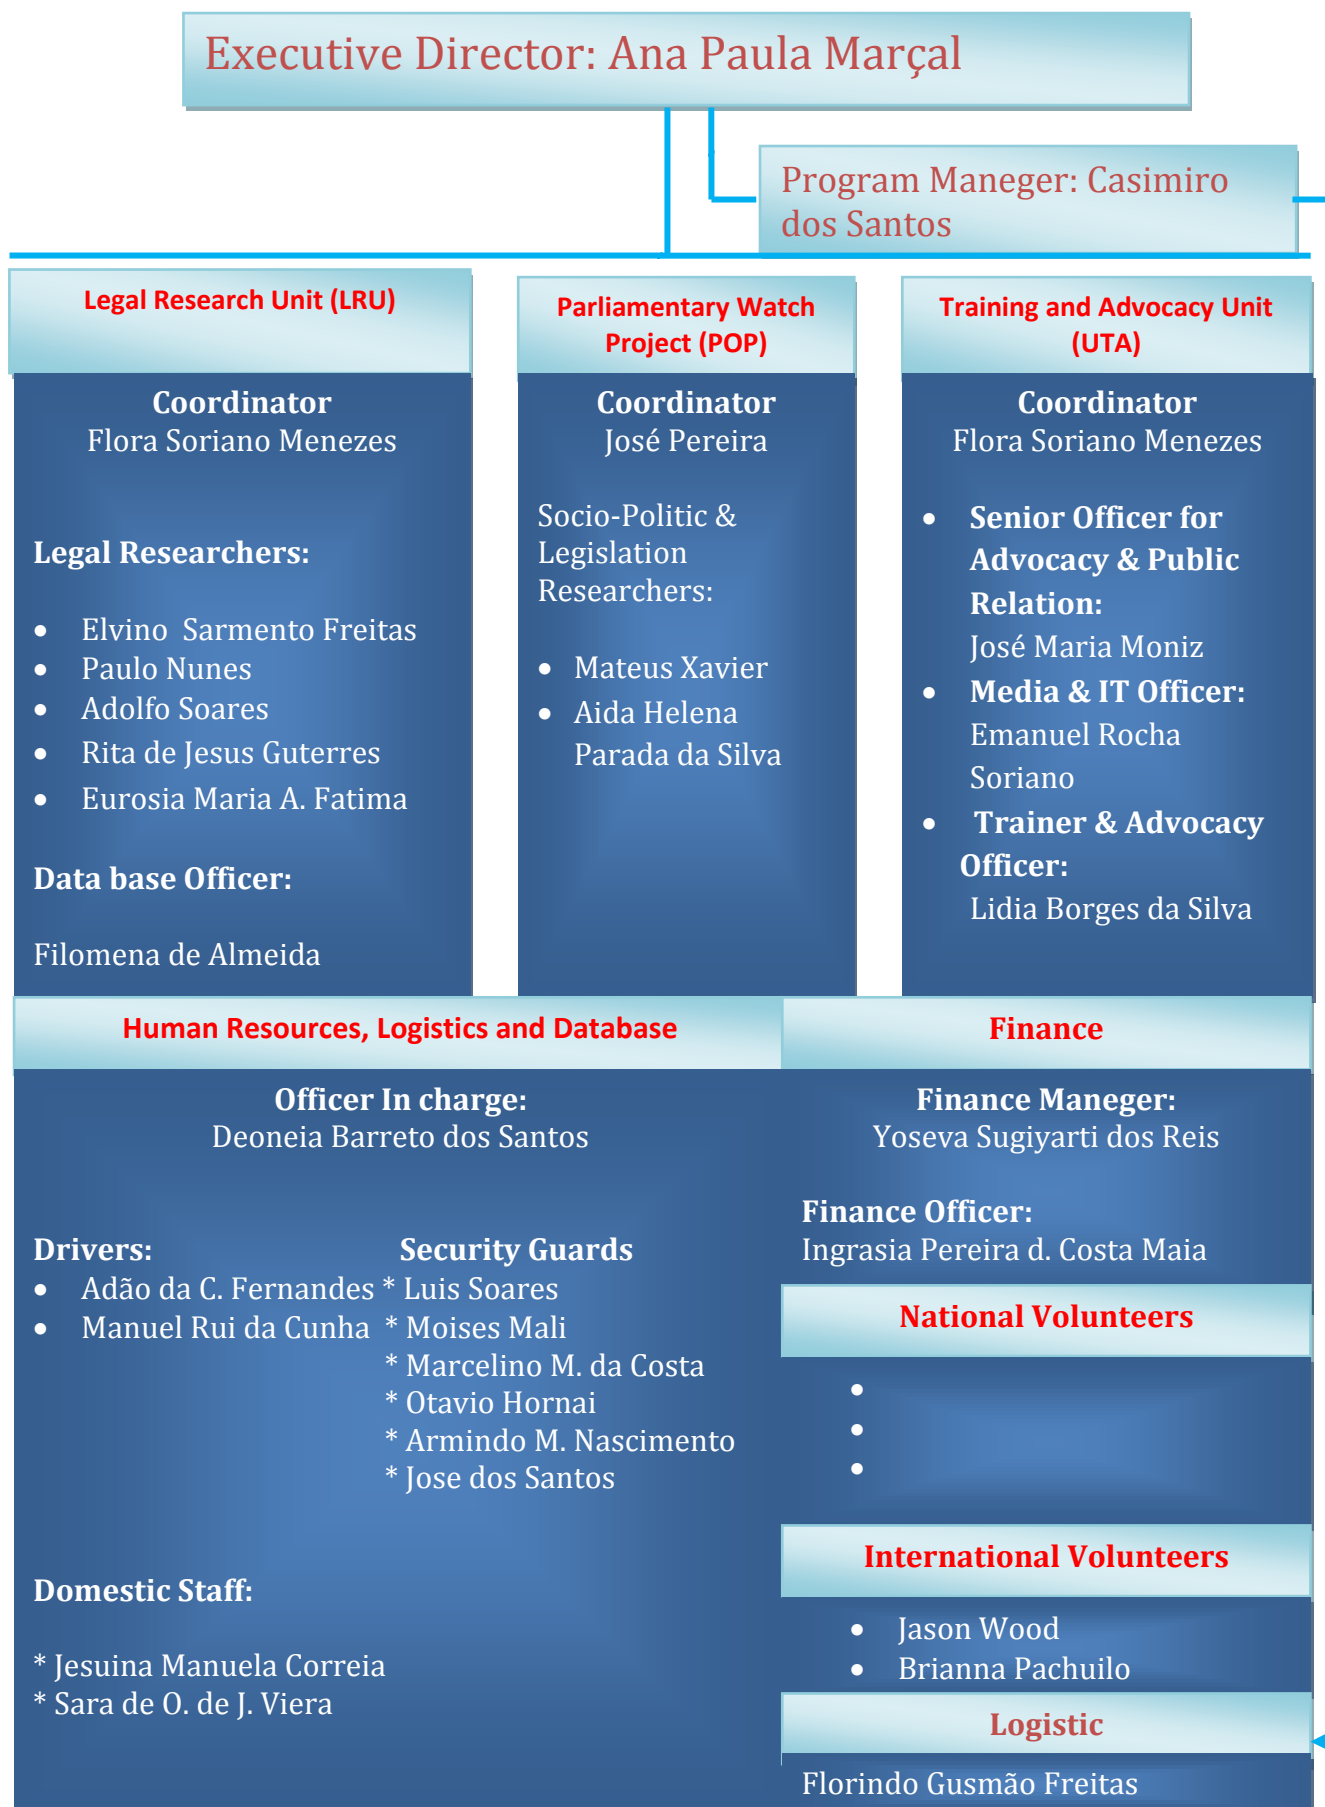 Executive Director: Ana Paula Marçal
Program Maneger: Casimiro
dos Santos
Legal Research Unit (LRU)
Coordinator
Flora Soriano Menezes
Legal Researchers:
• Elvino Sarmento Freitas
• Paulo Nunes
• Adolfo Soares
• Rita de Jesus Guterres
• Eurosia Maria A. Fatima
Data base Officer:
Filomena de Almeida
Parliamentary Watch
Project (POP)
Coordinator
José Pereira
Socio-Politic &
Legislation
Researchers:
• Mateus Xavier
• Aida Helena
Parada da Silva
Training and Advocacy Unit
(UTA)
Coordinator
Flora Soriano Menezes
• Senior Officer for
Advocacy & Public
Relation:
José Maria Moniz
• Media & IT Officer:
Emanuel Rocha
Soriano
• Trainer & Advocacy
Officer:
Lidia Borges da Silva
Human Resources, Logistics and Database
Officer In charge:
Deoneia Barreto dos Santos
Drivers:
• Adão da C. Fernandes
• Manuel Rui da Cunha
Security Guards
* Luis Soares
* Moises Mali
* Marcelino M. da Costa
* Otavio Hornai
* Armindo M. Nascimento
* Jose dos Santos
Domestic Staff:
* Jesuina Manuela Correia
* Sara de O. de J. Viera
Finance
Finance Maneger:
Yoseva Sugiyarti dos Reis
Finance Officer:
Ingrasia Pereira d. Costa Maia
National Volunteers
•
•
•
International Volunteers
• Jason Wood
• Brianna Pachuilo
Logistic
Florindo Gusmão Freitas